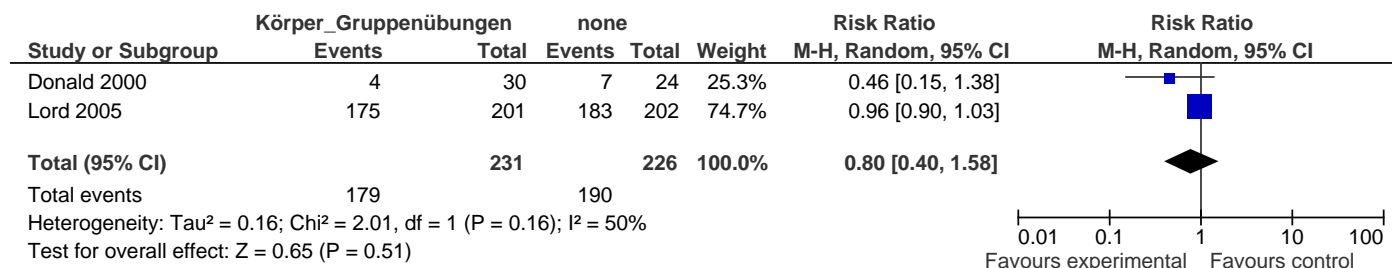 Körper_Gruppenübungen none Risk Ratio Risk Ratio
Study or Subgroup Events Total Events Total Weight M-H, Random, 95% CI M-H, Random, 95% CI
Donald 2000 4 30 7 24 25.3% 0.46 [0.15, 1.38]
Lord 2005 175 201 183 202 74.7% 0.96 [0.90, 1.03]
Total (95% CI) 231 226 100.0% 0.80 [0.40, 1.58]
Total events 179 190
Heterogeneity: Tau² = 0.16; Chi² = 2.01, df = 1 (P = 0.16); I² = 50%
Test for overall effect: Z = 0.65 (P = 0.51)
0.01 0.1 1 10 100
Favours experimental Favours control